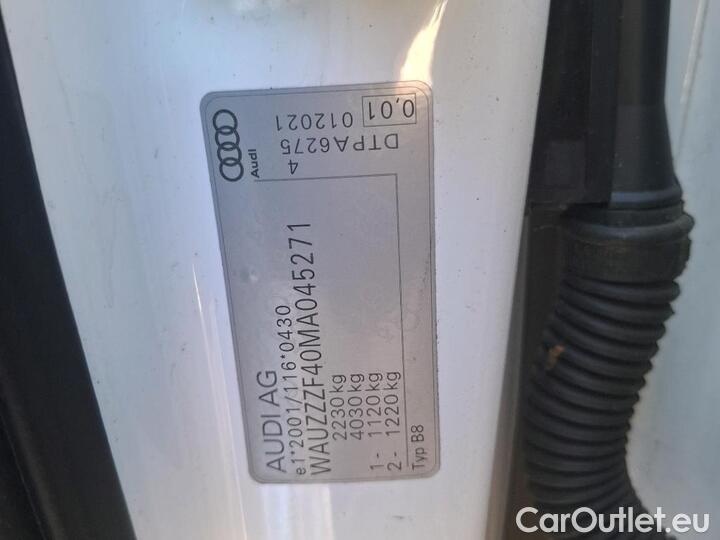 AUDI AG
e1*2001/116*0430
WAUZZZF40MA045271
2230 kg
4030 kg
1- 1120 kg
2- 1220 kg
Typ B8
Audi
DTPA6275
4
012021
0,01
CarOutlet.eu